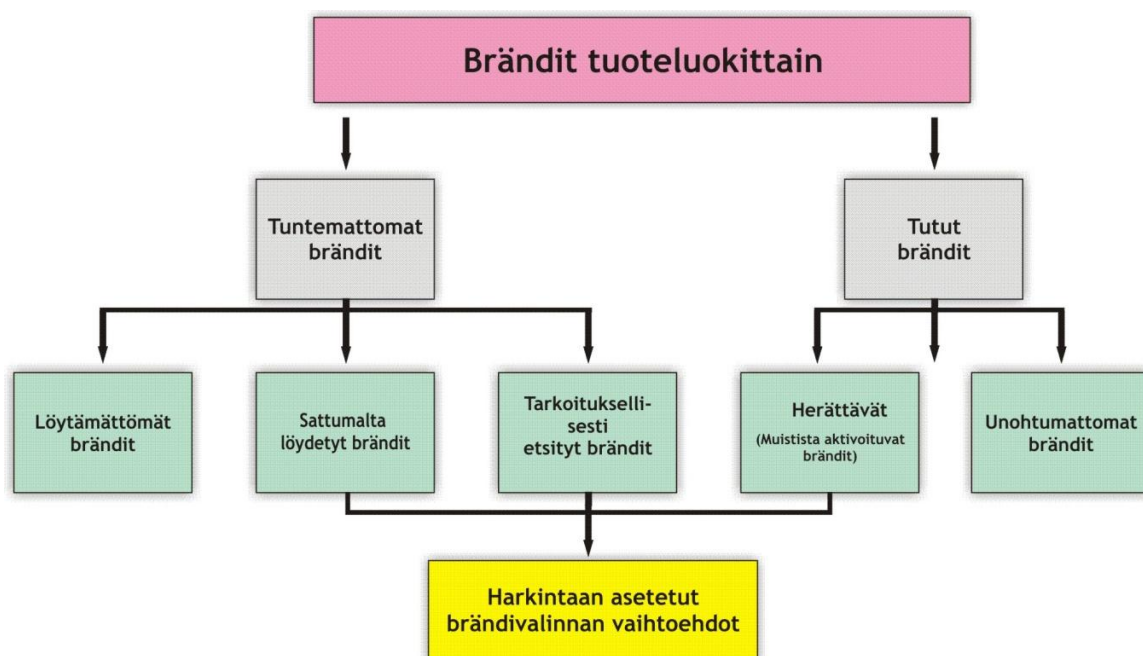 Brändit tuoteluokittain
Tuntemattomat
brändit
Tutut
brändit
Löytämättömät
brändit
Sattumalta
löydetyt brändit
Tarkoitukselli-
sesti
etsityt brändit
Herättävät
(Muistista aktivoituvat
brändit)
Unohtumattomat
brändit
Harkintaan asetetut
brändivalinnan vaihtoehdot